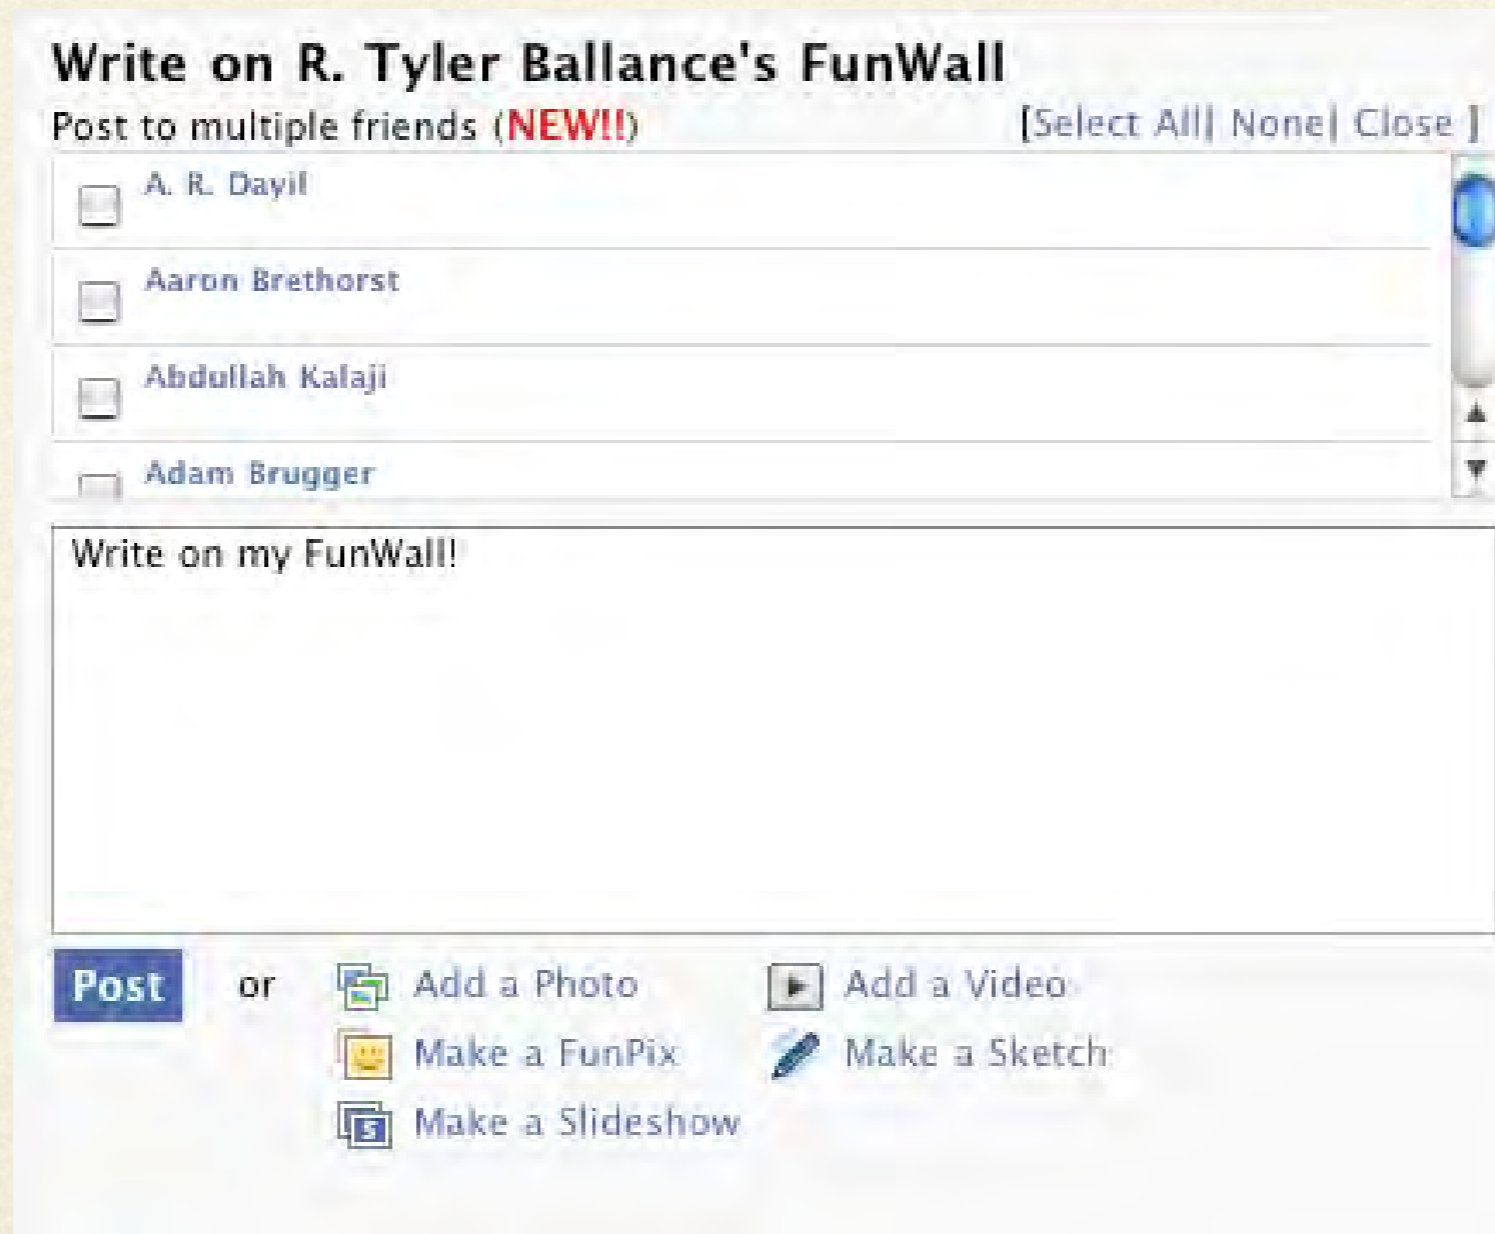 Write on R. Tyler Ballance's FunWall
Post to multiple friends (NEW!!) [Select All| None| Close ]
A. R. Dayil
Aaron Brethorst
Abdullah Kalaji
Adam Brugger
Write on my FunWall!
Post or Add a Photo Add a Video
Make a FunPix Make a Sketch
Make a Slideshow